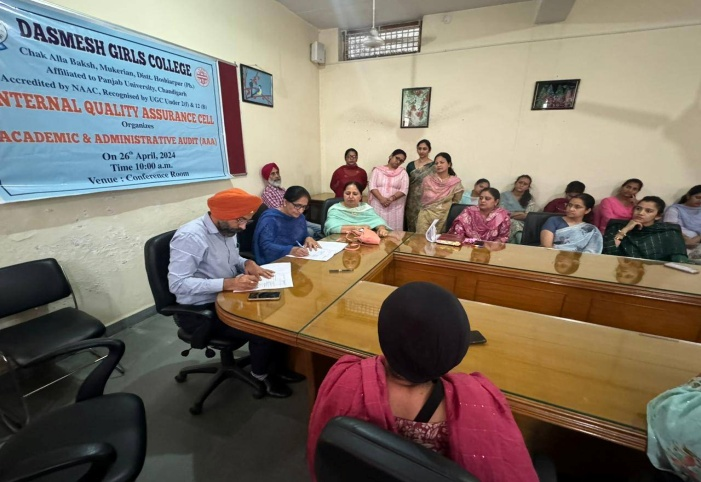 DASMESH GIRLS COLLEGE
Chak Alla Baksh, Mukerian, Distt. Hoshiarpur (Pb.)
Affiliated to Panjab University, Chandigarh
Accredited by NAAC, Recognised by UGC Under 2(f) & 12 (B)
INTERNAL QUALITY ASSURANCE CELL
Organizes
ACADEMIC & ADMINISTRATIVE AUDIT (AAA)
On 26th April, 2024
Time 10:00 a.m.
Venue : Conference Room